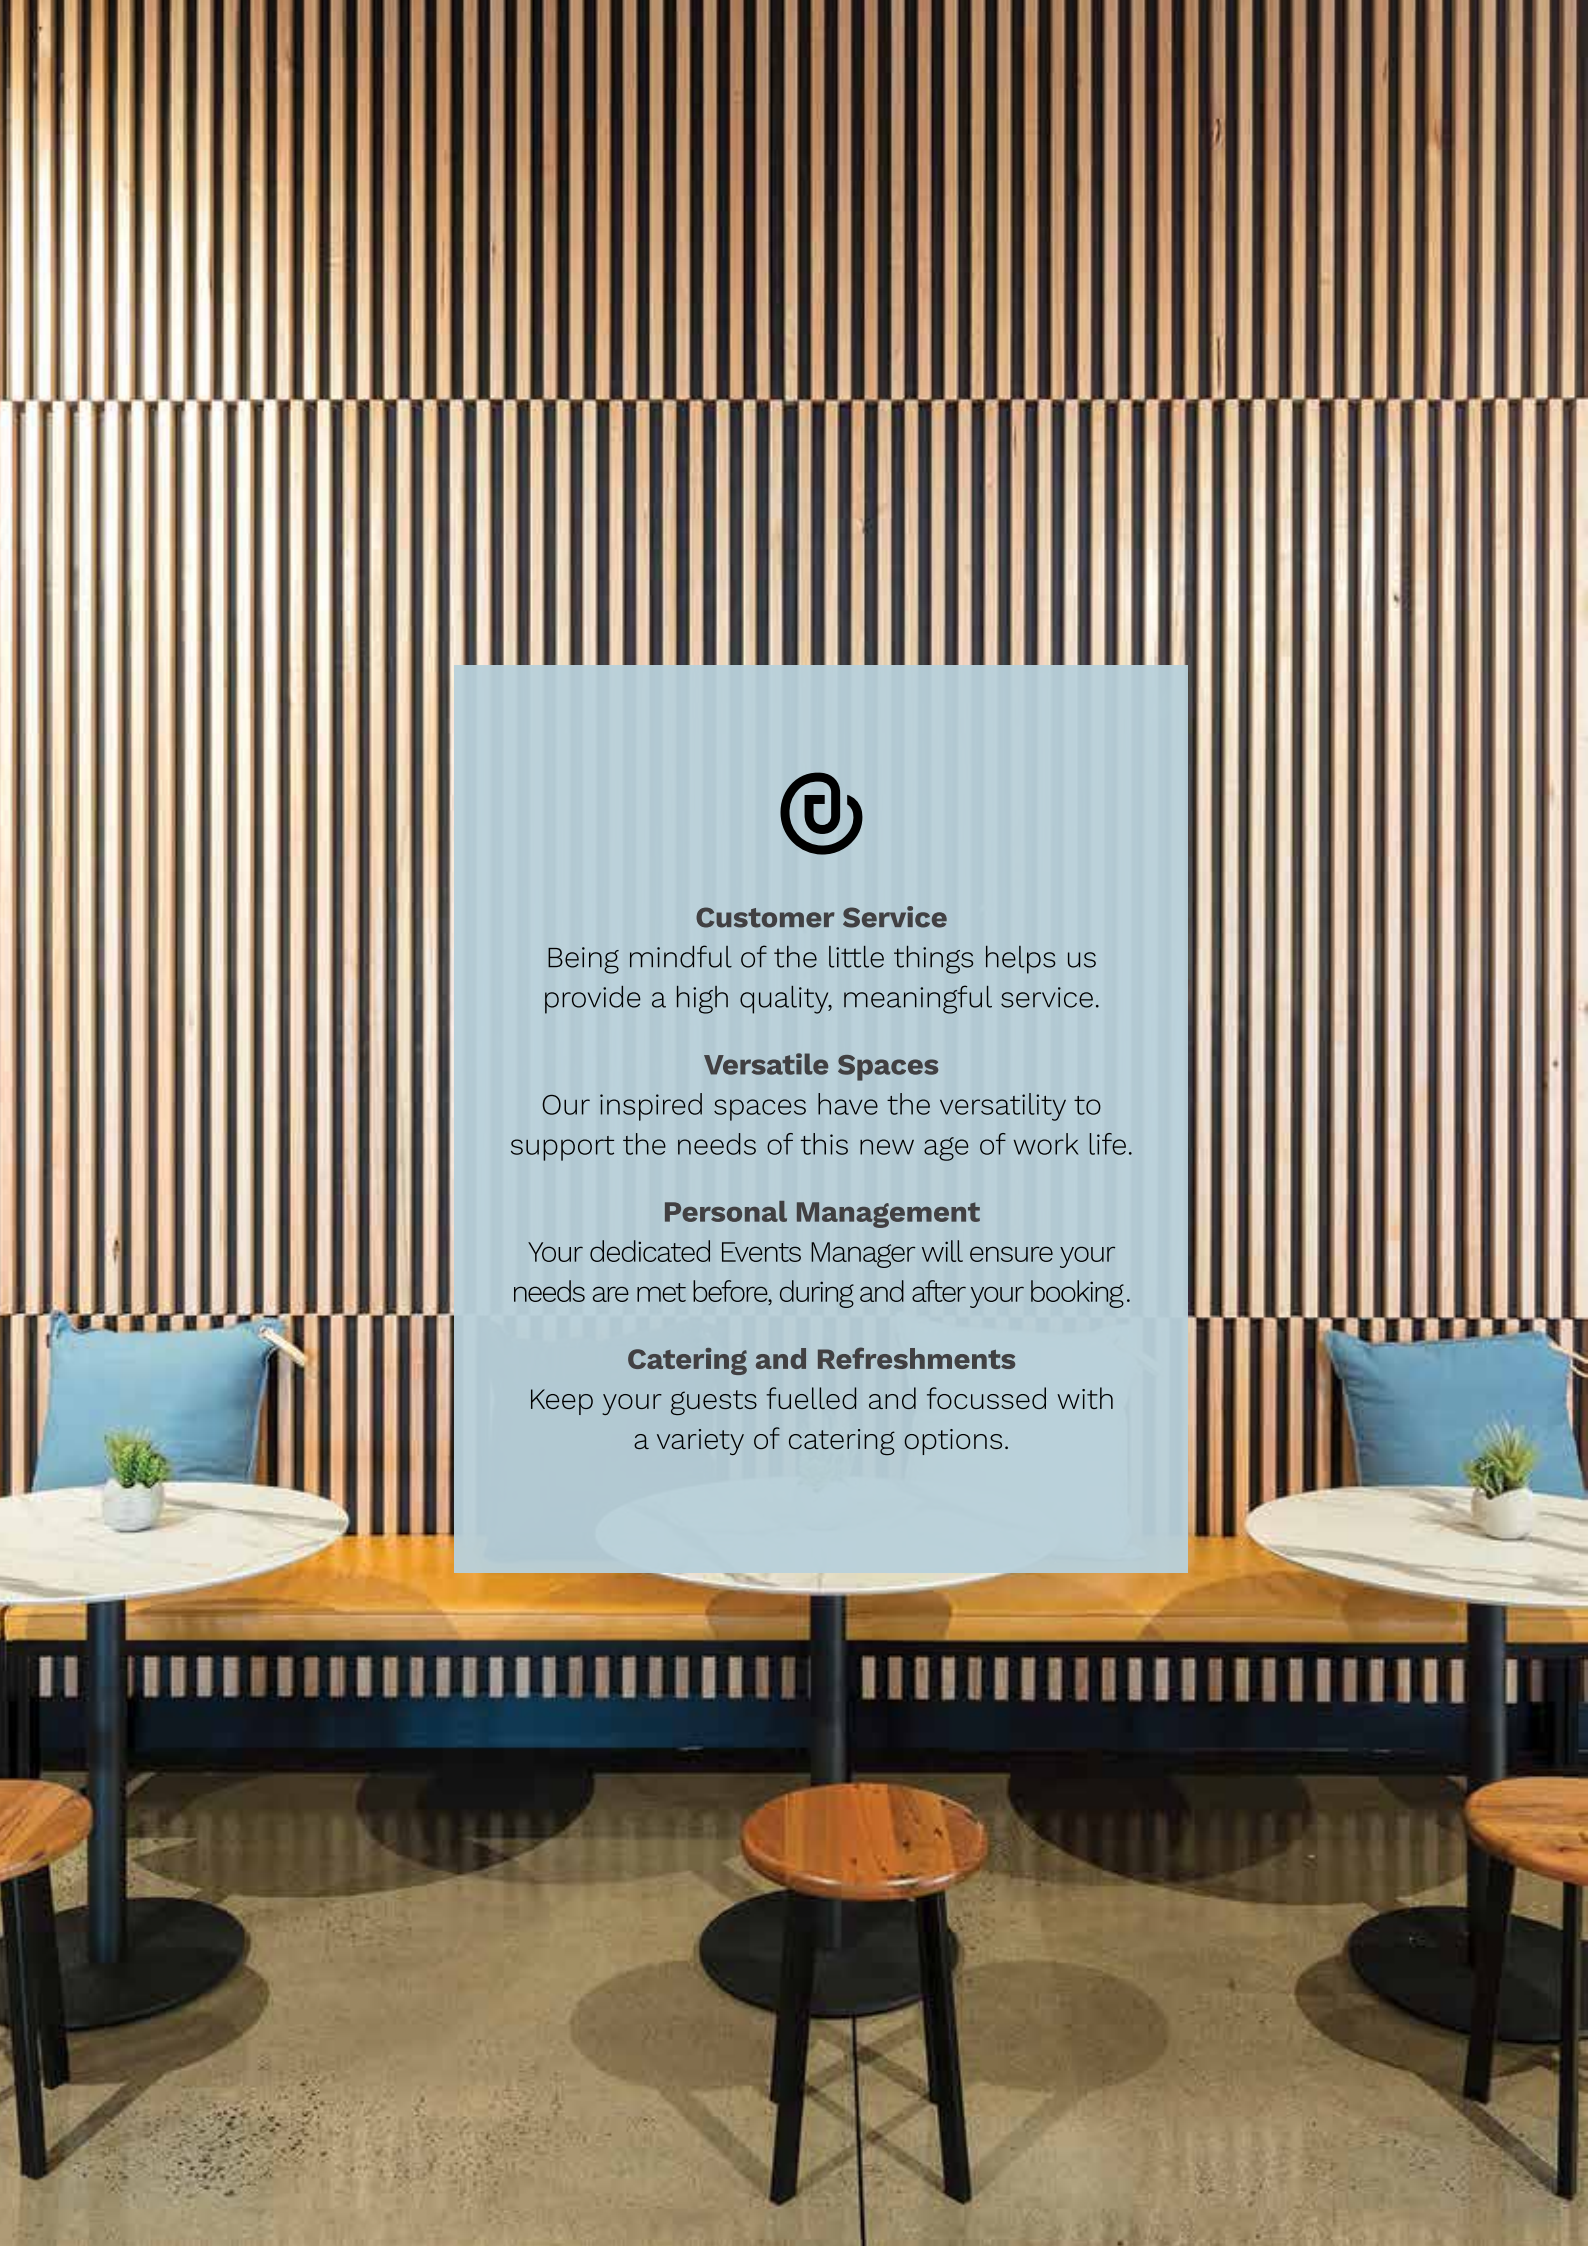 Customer Service
Being mindful of the little things helps us
provide a high quality, meaningful service.
Versatile Spaces
Our inspired spaces have the versatility to
support the needs of this new age of work life.
Personal Management
Your dedicated Events Manager will ensure your
needs are met before, during and after your booking.
Catering and Refreshments
Keep your guests fuelled and focussed with
a variety of catering options.